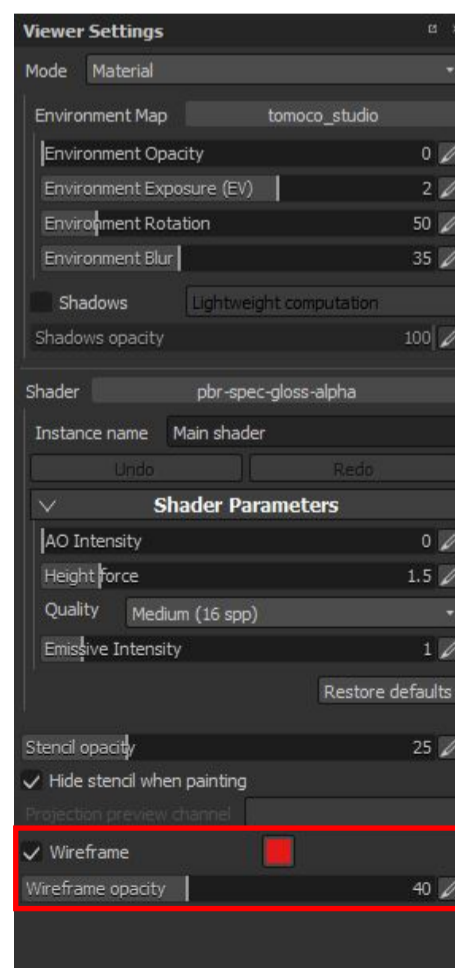 Viewer Settings
Mode Material
Environment Map tomoco_studio
Environment Opacity 0
Environment Exposure (EV) 2
Environment Rotation 50
Environment Blur 35
Shadows Lightweight computation
Shadows opacity 100
Shader pbr-spec-gloss-alpha
Instance name Main shader
Undo Redo
Shader Parameters
AO Intensity 0
Height force 1.5
Quality Medium (16 spp)
Emissive Intensity 1
Restore defaults
Stencil opacity 25
Hide stencil when painting
Projection preview channel
Wireframe
Wireframe opacity 40